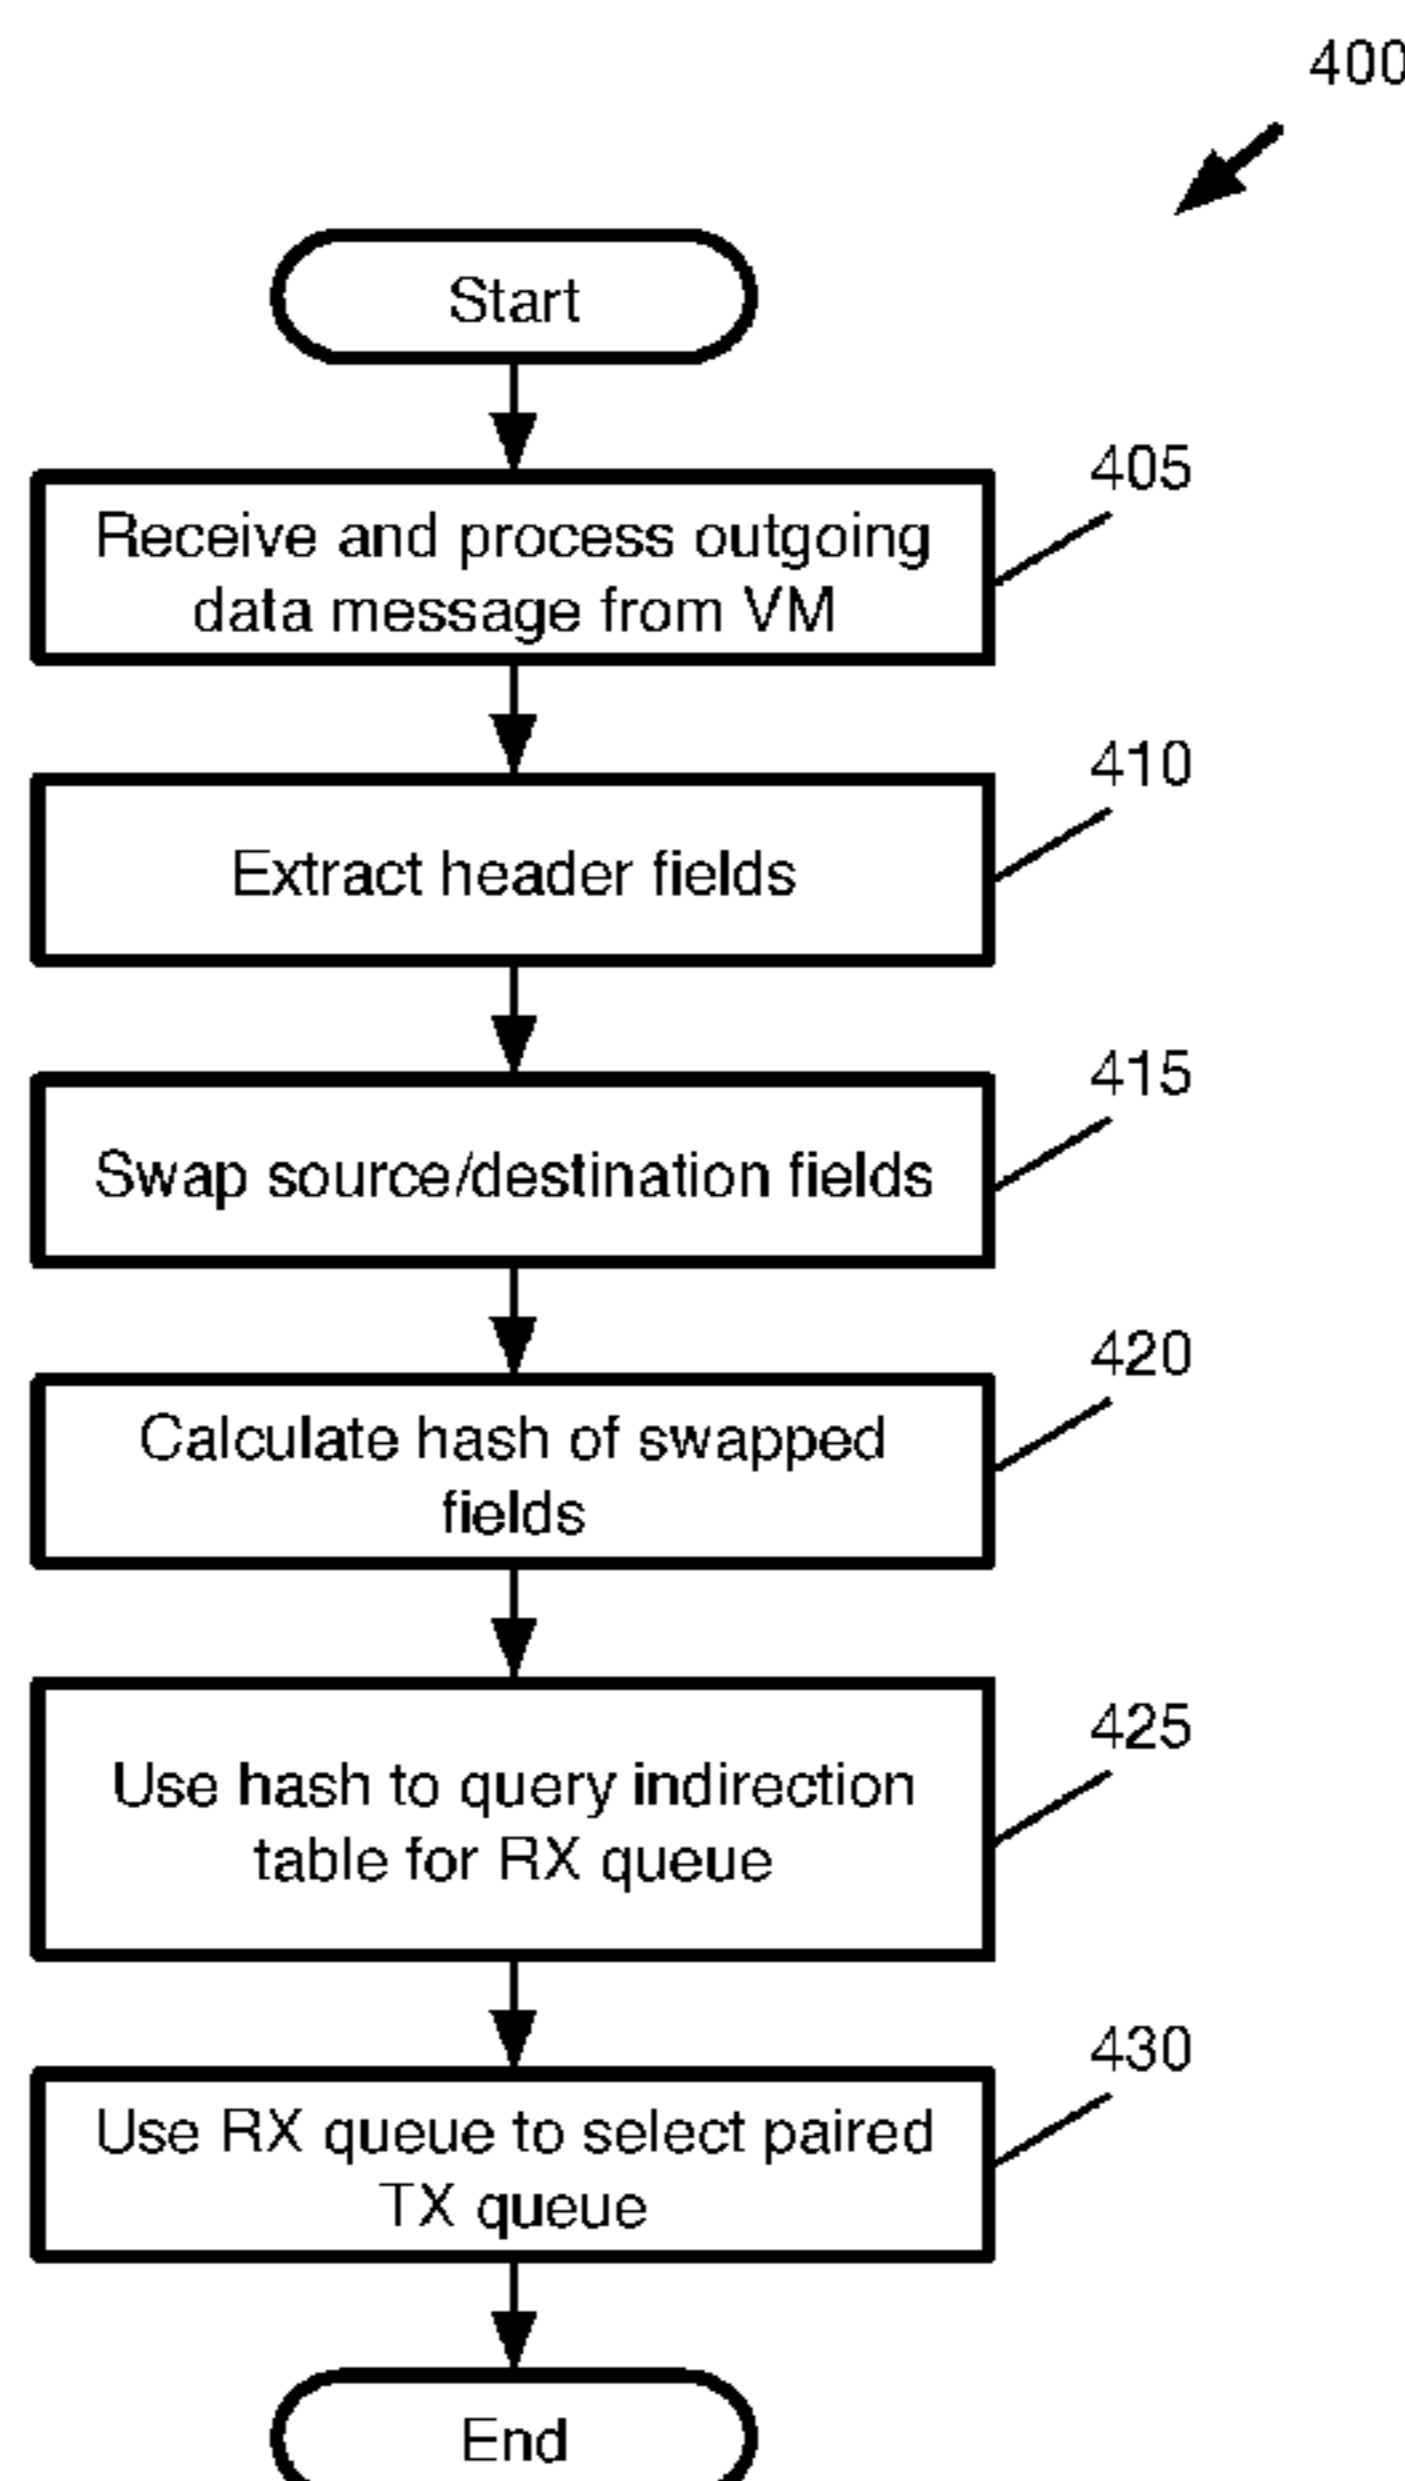 400
Start
405
Receive and process outgoing
data message from VM
410
Extract header fields
415
Swap source/destination fields
420
Calculate hash of swapped
fields
425
Use hash to query indirection
table for RX queue
430
Use RX queue to select paired
TX queue
End